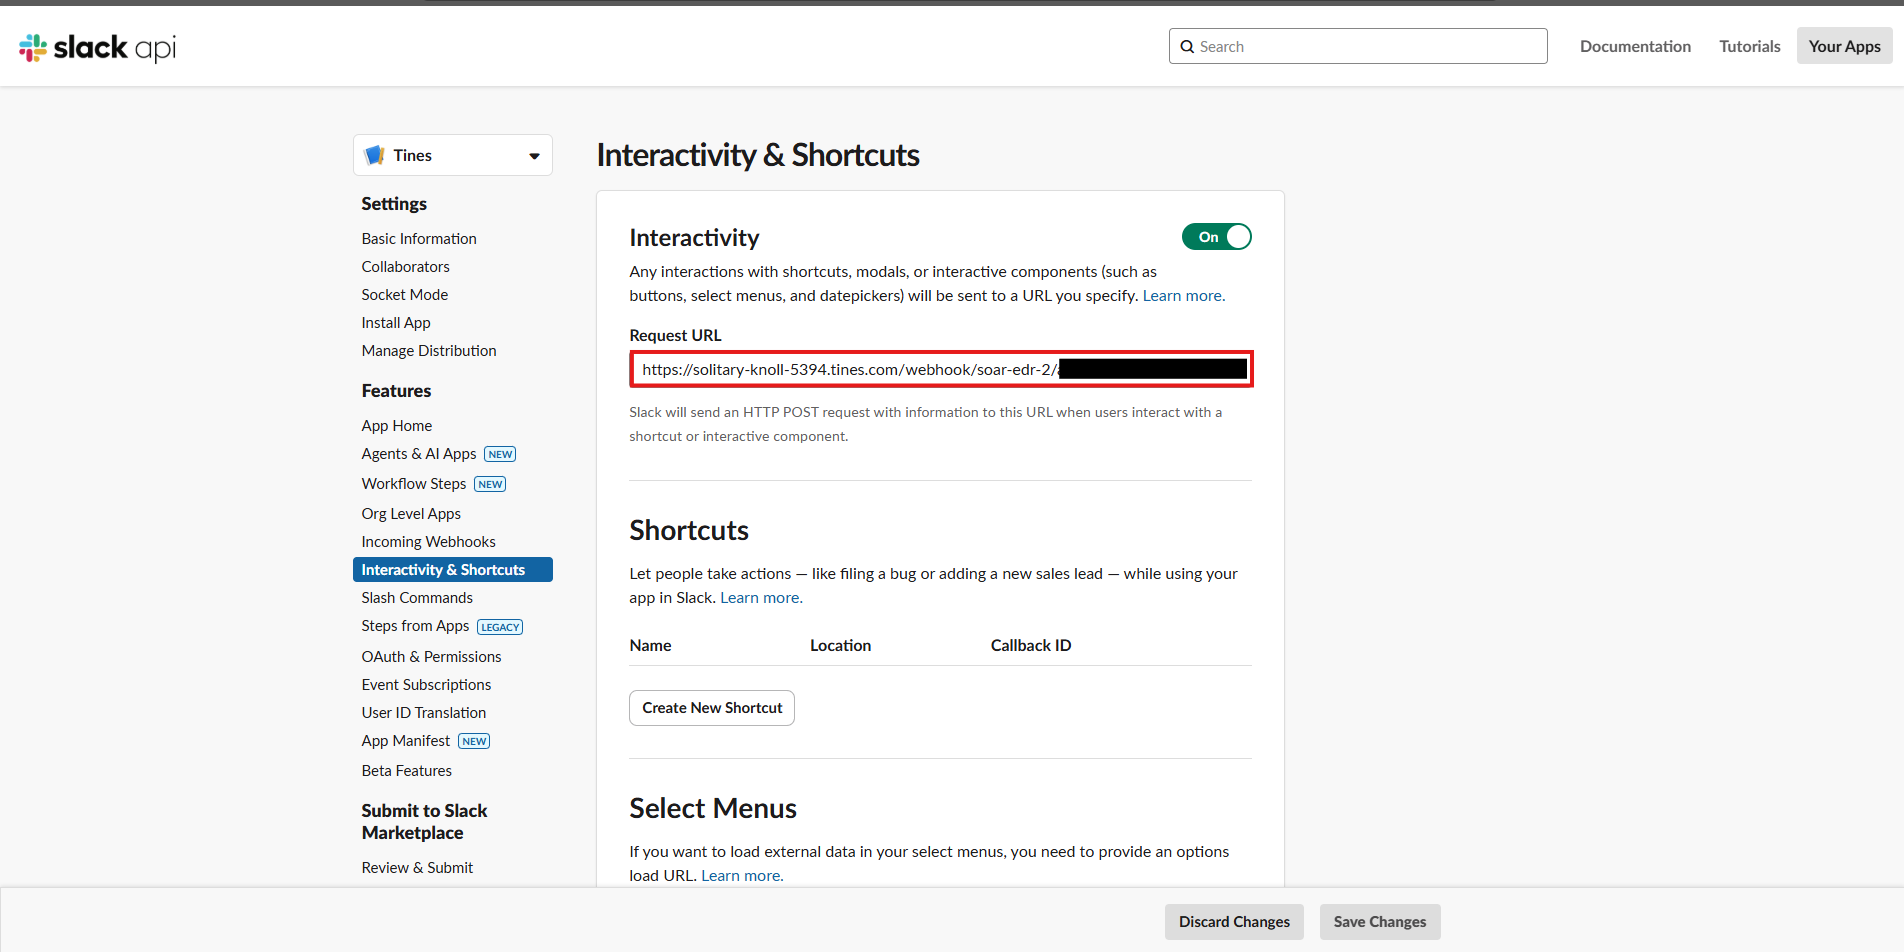 slack api
Search
Documentation
Tutorials
Your Apps
Tines
Settings
Basic Information
Collaborators
Socket Mode
Install App
Manage Distribution
Features
App Home
Agents & AI Apps NEW
Workflow Steps NEW
Org Level Apps
Incoming Webhooks
Interactivity & Shortcuts
Slash Commands
Steps from Apps LEGACY
OAuth & Permissions
Event Subscriptions
User ID Translation
App Manifest NEW
Beta Features
Submit to Slack
Marketplace
Review & Submit
Interactivity & Shortcuts
Interactivity
On
Any interactions with shortcuts, modals, or interactive components (such as
buttons, select menus, and datepickers) will be sent to a URL you specify. Learn more.
Request URL
https://solitary-knoll-5394.tines.com/webhook/soar-edr-2/
Slack will send an HTTP POST request with information to this URL when users interact with a
shortcut or interactive component.
Shortcuts
Let people take actions — like filing a bug or adding a new sales lead — while using your
app in Slack. Learn more.
Name Location Callback ID
Create New Shortcut
Select Menus
If you want to load external data in your select menus, you need to provide an options
load URL. Learn more.
Discard Changes
Save Changes